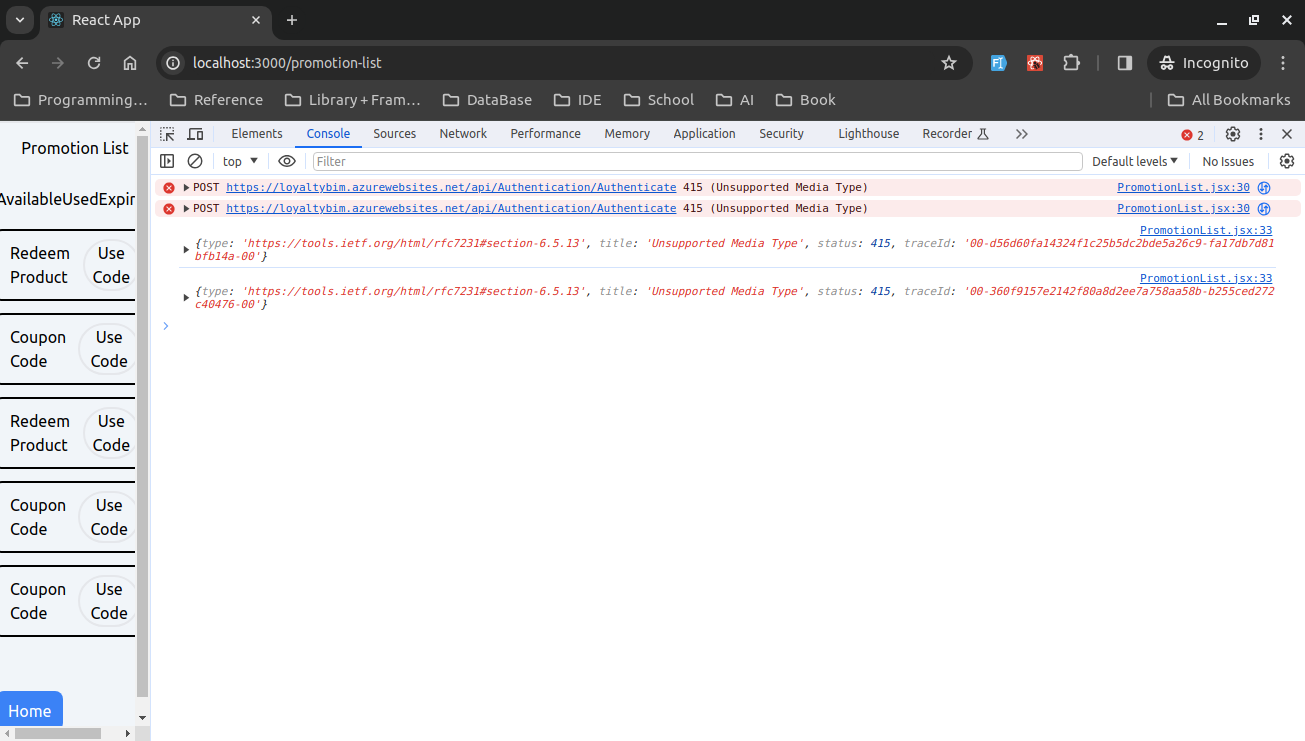 React App
localhost:3000/promotion-list
Incognito
Programming...
Reference
Library + Fram...
DataBase
IDE
School
AI
Book
All Bookmarks
Elements
Console
Sources
Network
Performance
Memory
Application
Security
Lighthouse
Recorder
2
top
Filter
Default levels
No Issues
Promotion List
AvailableUsedExpir
Redeem Product
Use Code
Coupon Code
Use Code
Redeem Product
Use Code
Coupon Code
Use Code
Coupon Code
Use Code
Home
POST https://loyaltybim.azurewebsites.net/api/Authentication/Authenticate 415 (Unsupported Media Type) PromotionList.jsx:30
POST https://loyaltybim.azurewebsites.net/api/Authentication/Authenticate 415 (Unsupported Media Type) PromotionList.jsx:30
PromotionList.jsx:33
{type: 'https://tools.ietf.org/html/rfc7231#section-6.5.13', title: 'Unsupported Media Type', status: 415, traceId: '00-d56d60fa14324f1c25b5dc2bde5a26c9-fa17db7d81
bfb14a-00'}
PromotionList.jsx:33
{type: 'https://tools.ietf.org/html/rfc7231#section-6.5.13', title: 'Unsupported Media Type', status: 415, traceId: '00-360f9157e2142f80a8d2ee7a758aa58b-b255ced272
c40476-00'}